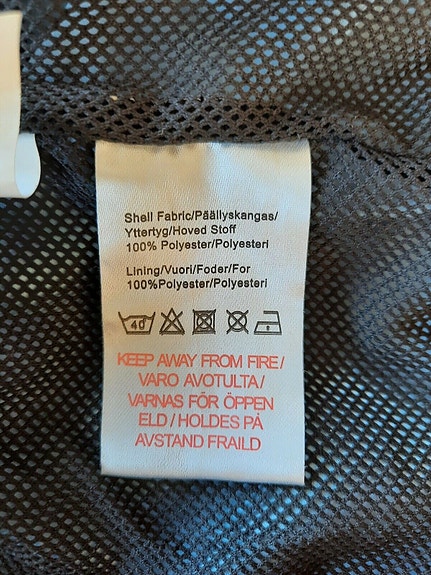 Shell Fabric/Päällyskangas/
Yttertyg/Hoved Stoff
100% Polyester/Polyesteri
Lining/Vuori/Foder/For
100%Polyester/Polyesteri
40
KEEP AWAY FROM FIRE/
VARO AVOTULTA/
VARNAS FÖR ÖPPEN
ELD/HOLDES PÅ
AVSTAND FRAILD